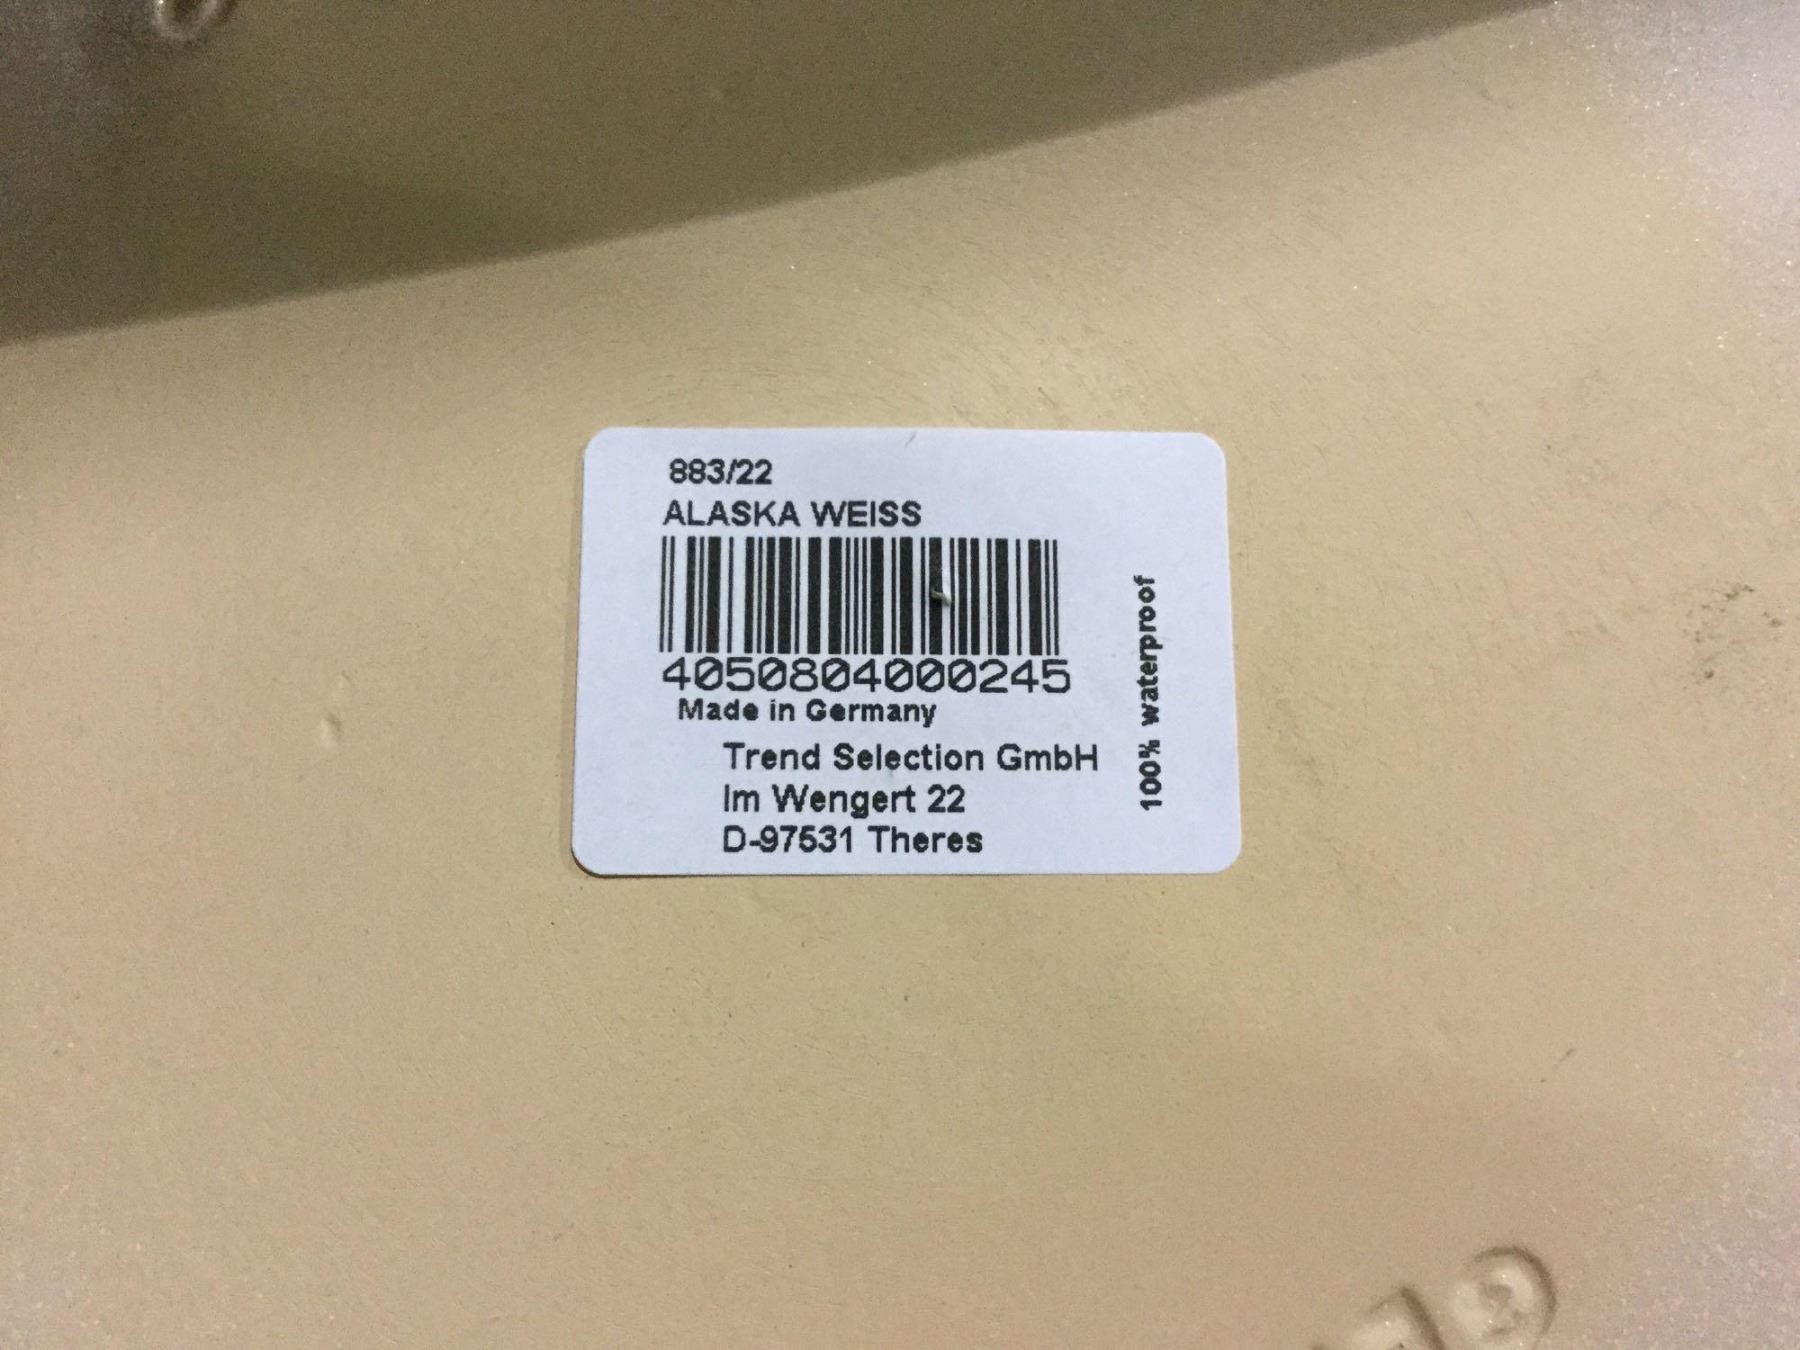 883/22
ALASKA WEISS
4050804000245
Made in Germany
Trend Selection GmbH
Im Wengert 22
D-97531 Theres
100% waterproof